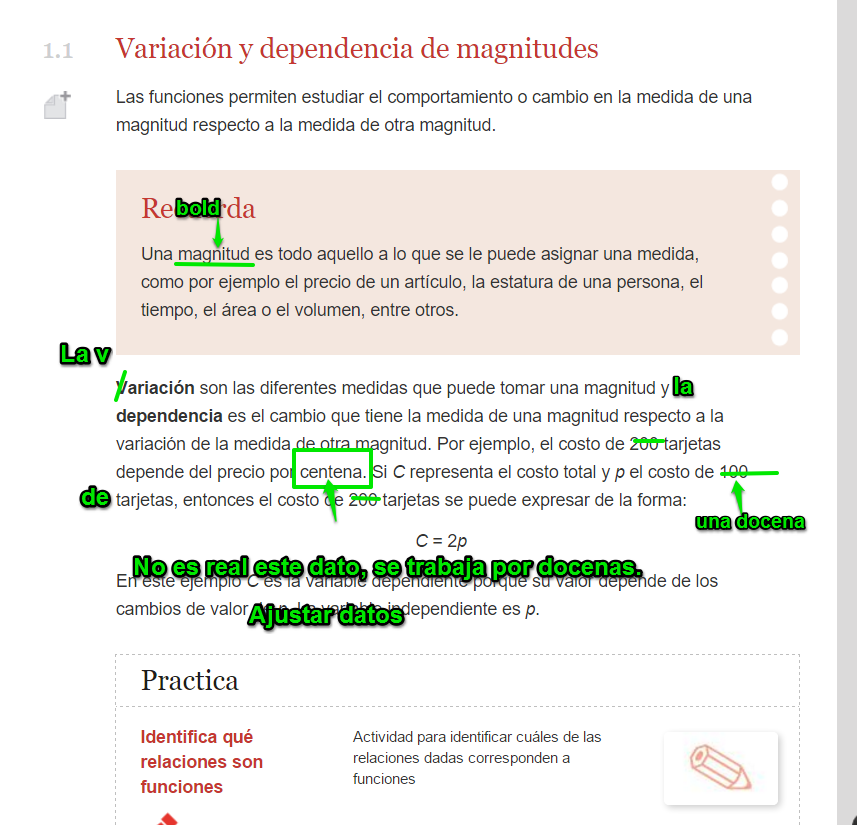 1.1 Variación y dependencia de magnitudes
Las funciones permiten estudiar el comportamiento o cambio en la medida de una
magnitud respecto a la medida de otra magnitud.
Recuerda
bold
Una magnitud es todo aquello a lo que se le puede asignar una medida,
como por ejemplo el precio de un artículo, la estatura de una persona, el
tiempo, el área o el volumen, entre otros.
La v
Variación son las diferentes medidas que puede tomar una magnitud y la
dependencia es el cambio que tiene la medida de una magnitud respecto a la
variación de la medida de otra magnitud. Por ejemplo, el costo de 200 tarjetas
depende del precio por centena. Si C representa el costo total y p el costo de 100
de tarjetas, entonces el costo de 200 tarjetas se puede expresar de la forma:
una docena
C = 2p
No es real este dato, se trabaja por docenas.
En este ejemplo C es la variable dependiente porque su valor depende de los
cambios de valor independiente es p.
Ajustar datos
Practica
Identifica qué
relaciones son
funciones
Actividad para identificar cuáles de las
relaciones dadas corresponden a
funciones